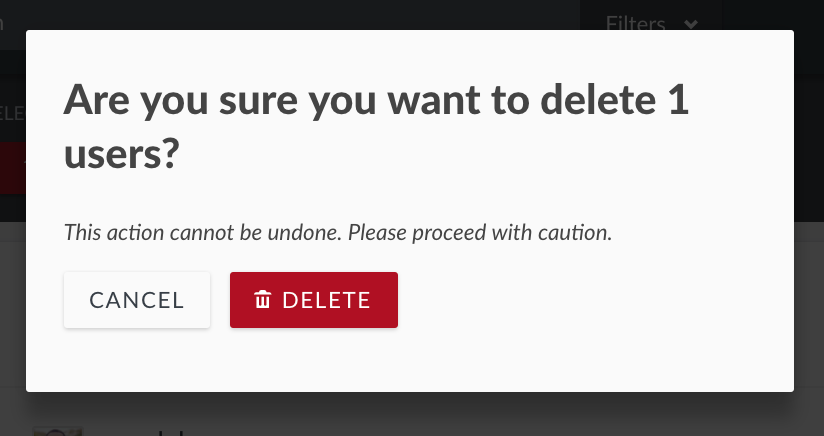 Filters
Are you sure you want to delete 1
users?
This action cannot be undone. Please proceed with caution.
CANCEL
DELETE